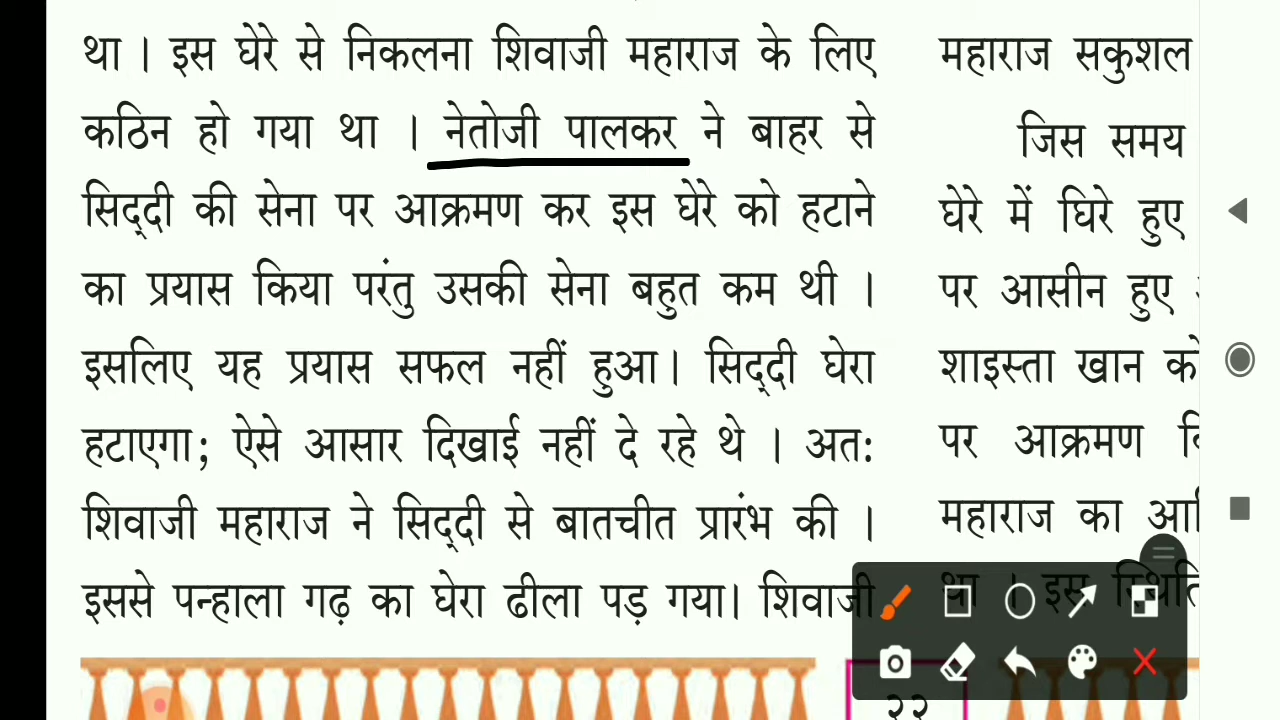 था । इस घेरे से निकलना शिवाजी महाराज के लिए
कठिन हो गया था । नेतोजी पालकर ने बाहर से
सिद्‌दी की सेना पर आक्रमण कर इस घेरे को हटाने
का प्रयास किया परंतु उसकी सेना बहुत कम थी ।
इसलिए यह प्रयास सफल नहीं हुआ। सिद्‌दी घेरा
हटाएगा; ऐसे आसार दिखाई नहीं दे रहे थे । अतः
शिवाजी महाराज ने सिद्‌दी से बातचीत प्रारंभ की ।
इससे पन्हाला गढ़ का घेरा ढीला पड़ गया। शिवाजी
महाराज सकुशल
जिस समय
घेरे में घिरे हुए
पर आसीन हुए
शाइस्ता खान को
पर आक्रमण
महाराज का
था । इस स्थिति
२२